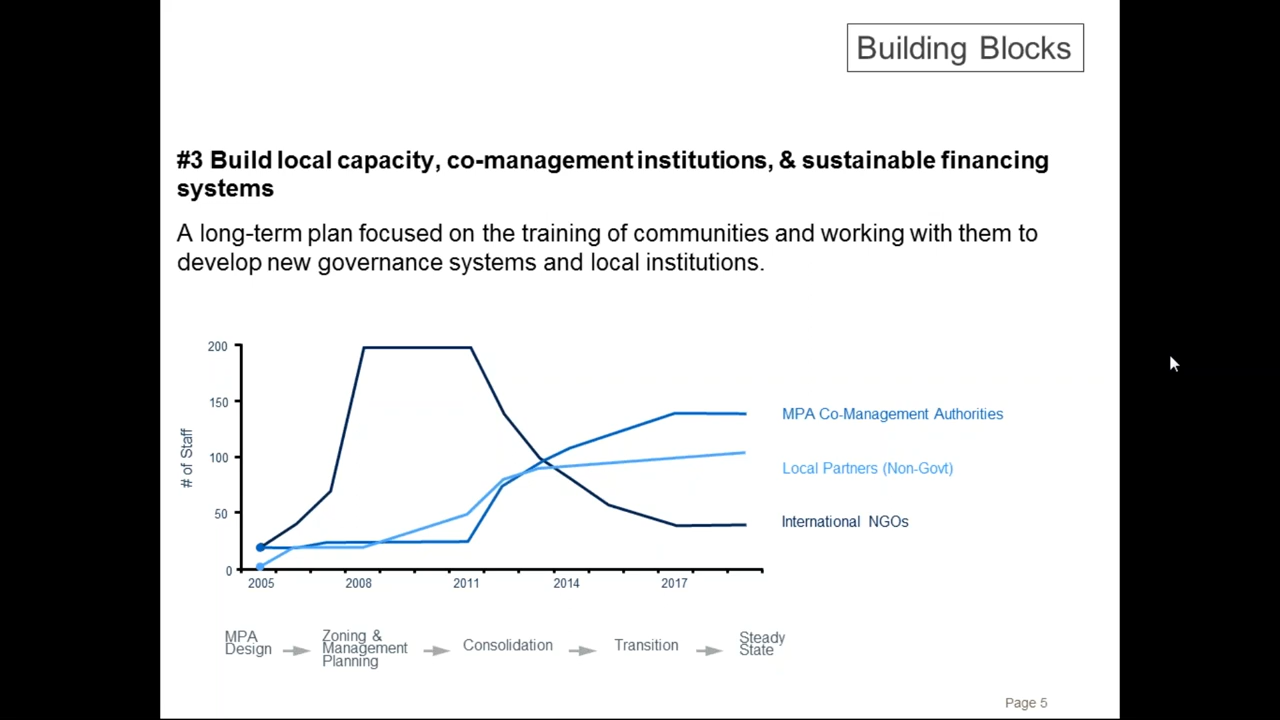 Building Blocks
#3 Build local capacity, co-management institutions, & sustainable financing
systems
A long-term plan focused on the training of communities and working with them to
develop new governance systems and local institutions.
200
150
100
50
0
# of Staff
2005 2008 2011 2014 2017
MPA Co-Management Authorities
Local Partners (Non-Govt)
International NGOs
MPA
Design
Zoning &
Management
Planning
Consolidation
Transition
Steady
State
Page 5